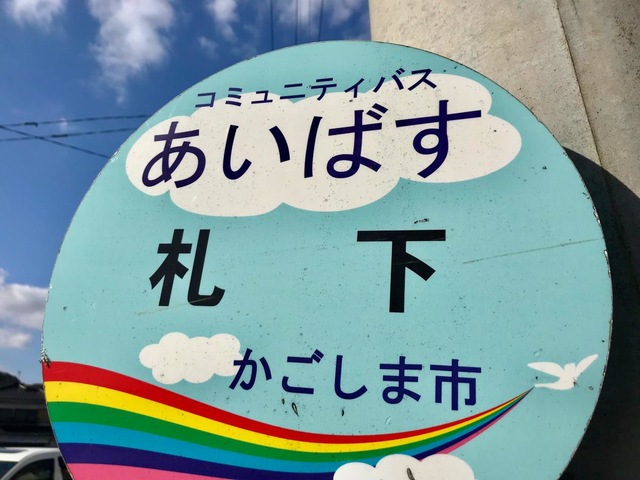 コミュニティバス
あいばす
札下
かごしま市